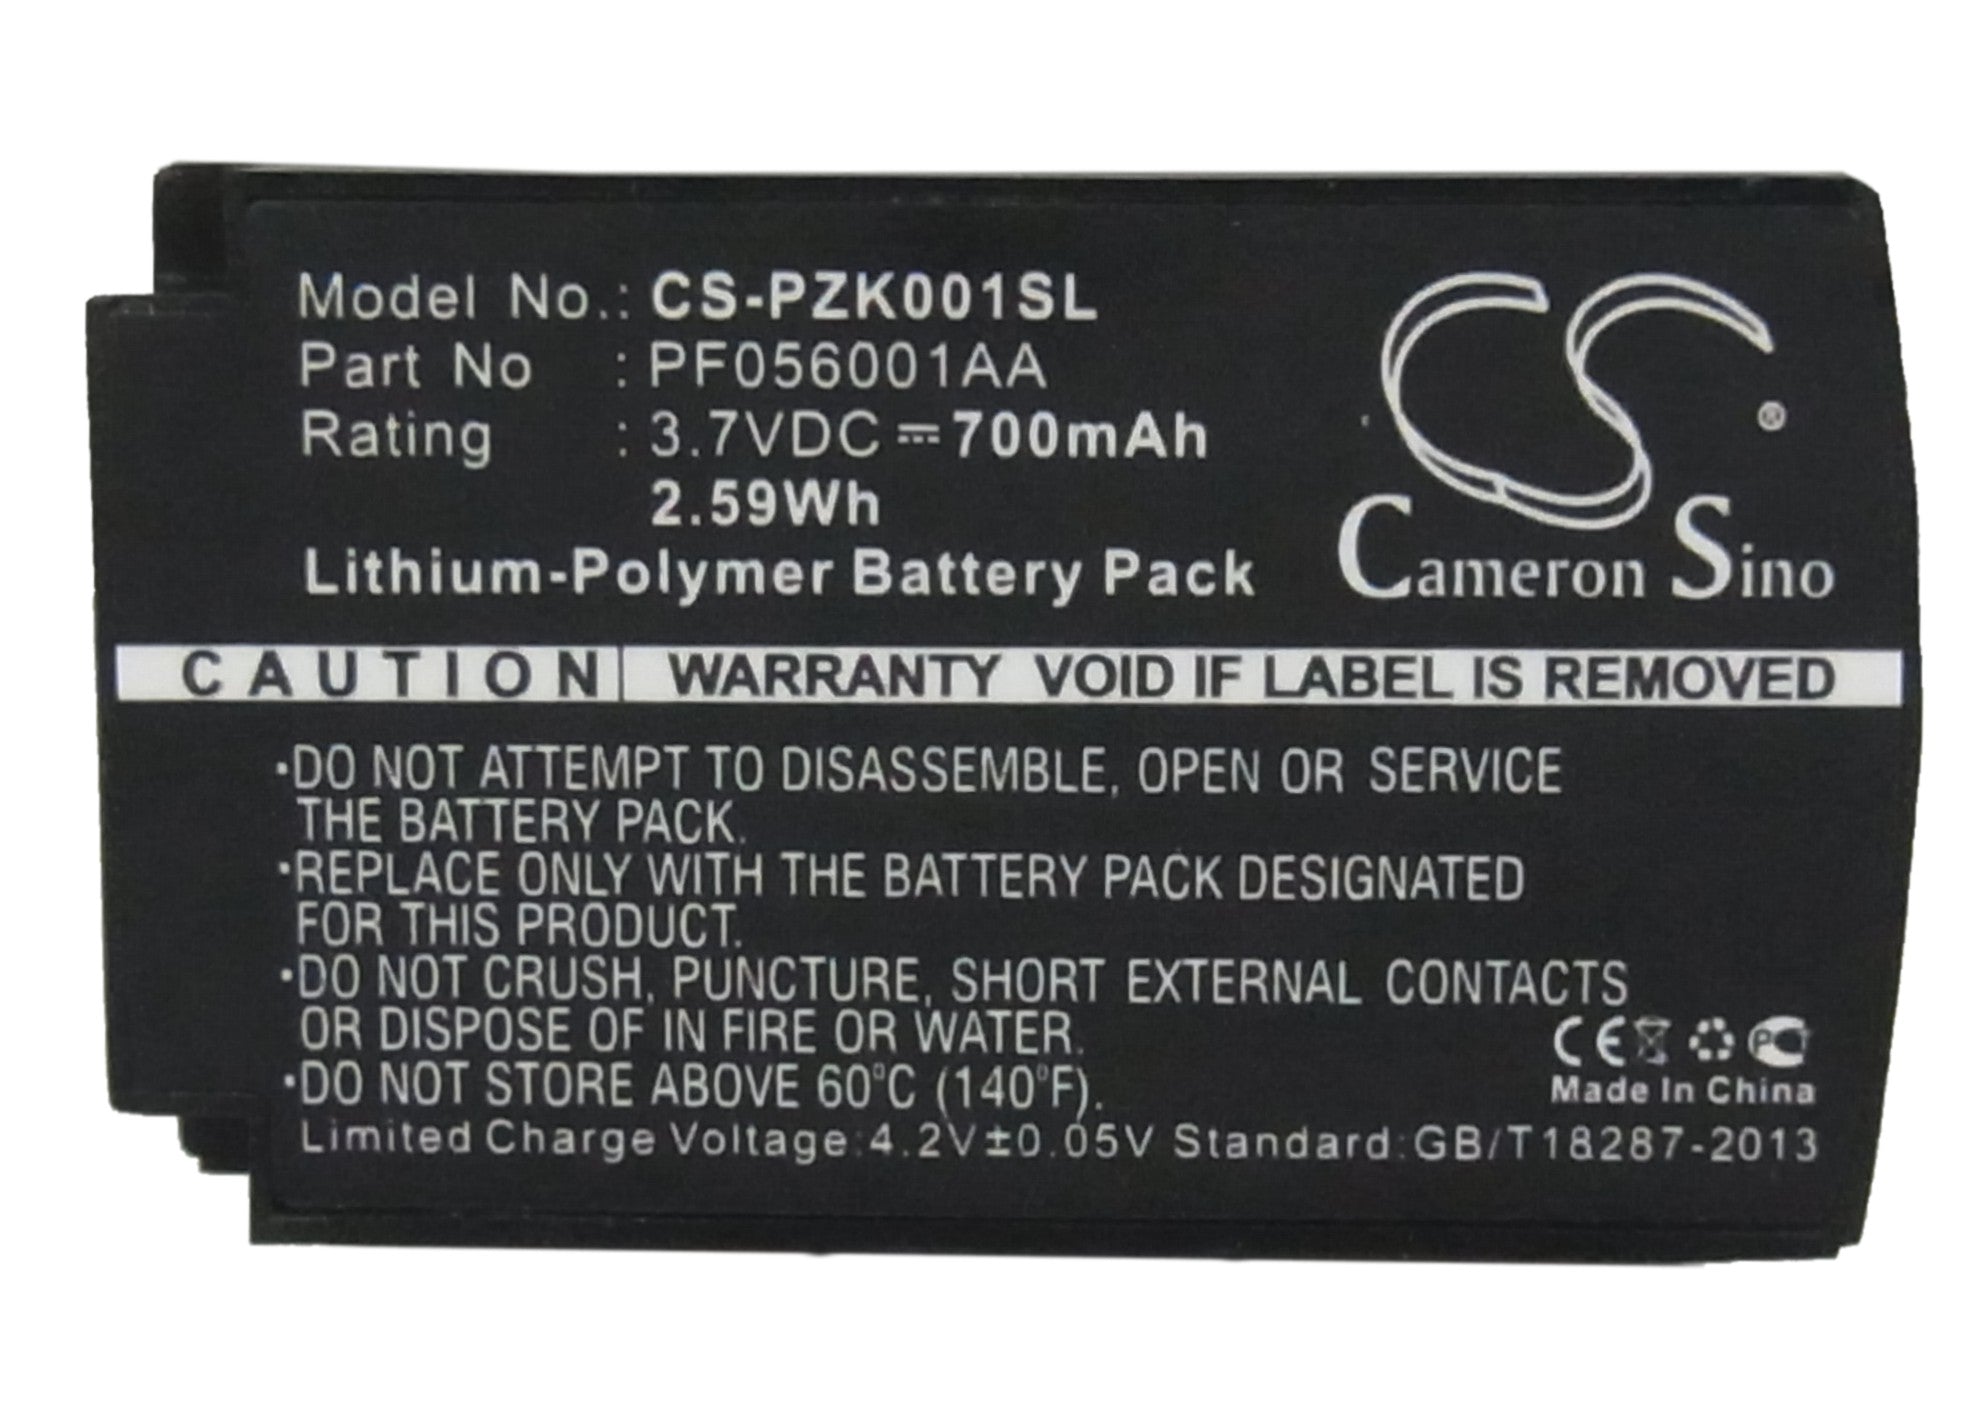 Model No.: CS-PZK001SL
Part No : PF056001AA
Rating : 3.7VDC ⎓ 700mAh
2.59Wh
Lithium-Polymer Battery Pack
CS ®
Cameron Sino
CAUTION WARRANTY VOID IF LABEL IS REMOVED
•DO NOT ATTEMPT TO DISASSEMBLE, OPEN OR SERVICE
THE BATTERY PACK.
•REPLACE ONLY WITH THE BATTERY PACK DESIGNATED
FOR THIS PRODUCT.
•DO NOT CRUSH, PUNCTURE, SHORT EXTERNAL CONTACTS
OR DISPOSE OF IN FIRE OR WATER.
•DO NOT STORE ABOVE 60°C (140°F).
CE PCT
Made In China
Limited Charge Voltage:4.2V±0.05V Standard:GB/T18287-2013